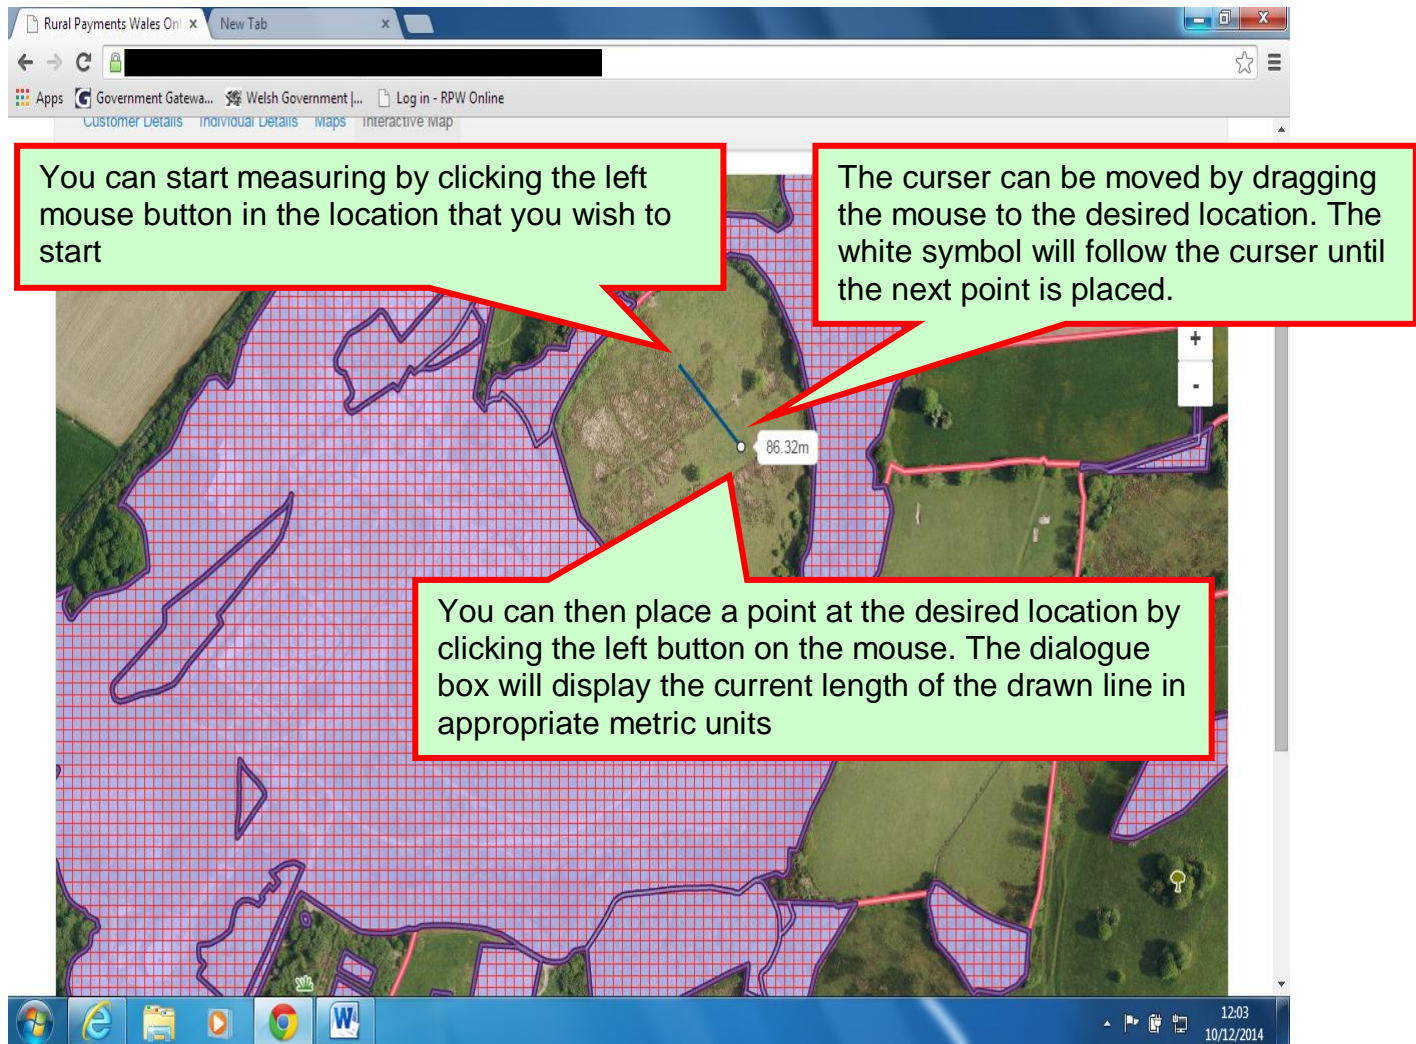 Rural Payments Wales Onl
New Tab
Apps
Government Gatewa...
Welsh Government |...
Log in - RPW Online
Customer Details Individual Details Maps Interactive Map
You can start measuring by clicking the left
mouse button in the location that you wish to
start
The curser can be moved by dragging
the mouse to the desired location. The
white symbol will follow the curser until
the next point is placed.
+
-
86.32m
You can then place a point at the desired location by
clicking the left button on the mouse. The dialogue
box will display the current length of the drawn line in
appropriate metric units
12:03
10/12/2014